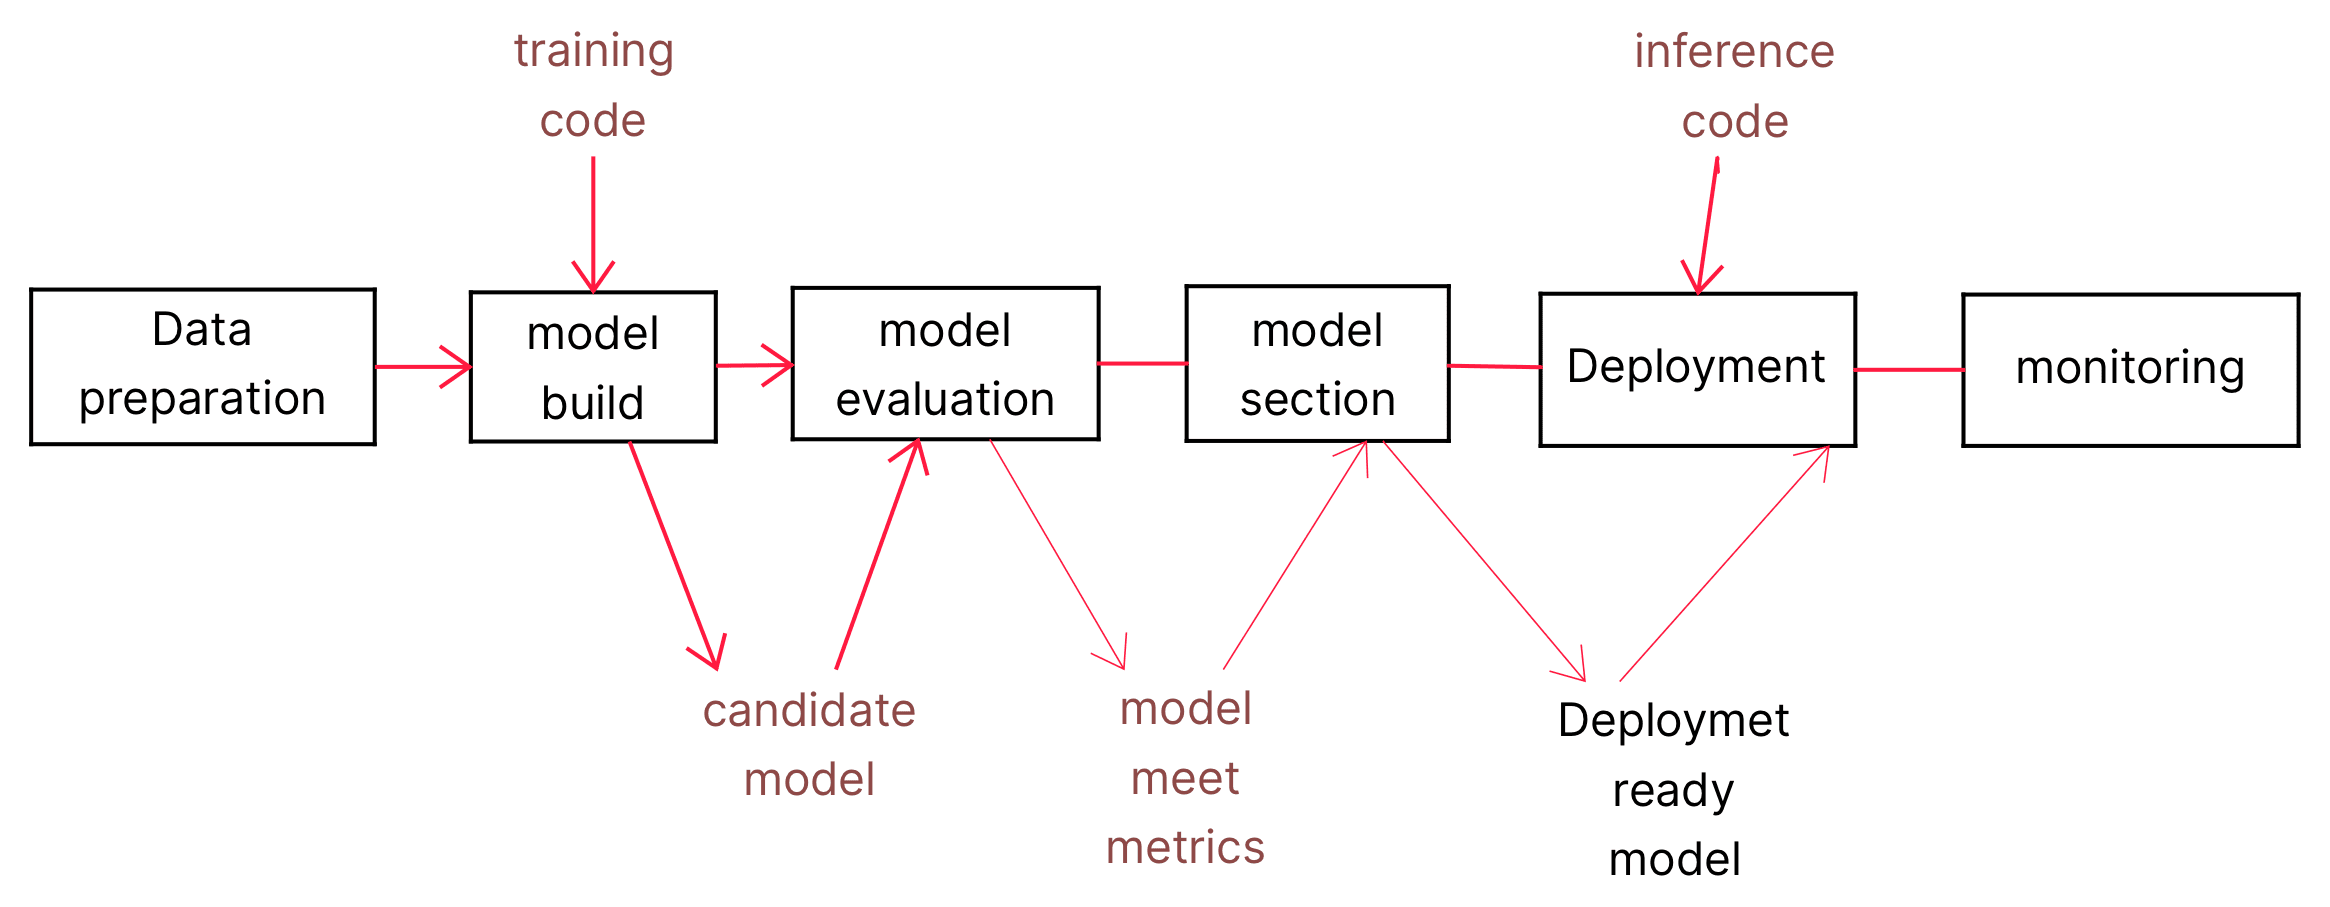 training
code
inference
code
Data
preparation
model
build
model
evaluation
model
section
Deployment
monitoring
candidate
model
model
meet
metrics
Deploymet
ready
model